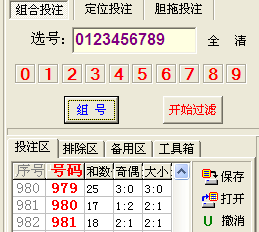 组合投注 定位投注 胆拖投注
选号: 0123456789 全 清
0 1 2 3 4 5 6 7 8 9
组 号 开始过滤
投注区 排除区 备用区 工具箱
序号 号码 和数 奇偶 大小
980 979 25 3:0 3:0
981 980 17 1:2 2:1
982 981 18 2:1 2:1
保存
打开
U 撤消